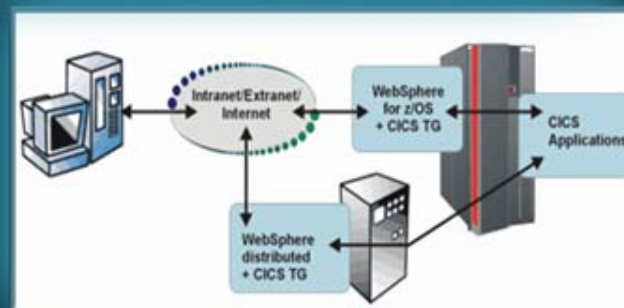 Intranet/Extranet/
Internet
WebSphere
for z/OS
+ CICS TG
CICS
Applications
WebSphere
distributed
+ CICS TG